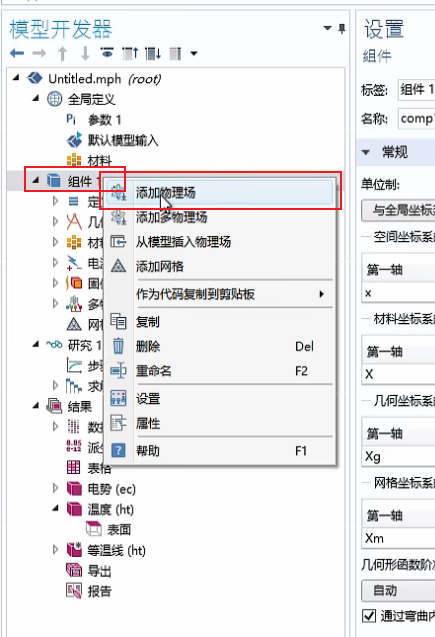 模型开发器
Untitled.mph (root)
全局定义
Pi 参数 1
默认模型输入
材料
组件 1
添加物理场
添加多物理场
从模型插入物理场
添加网格
作为代码复制到剪贴板
复制
删除 Del
重命名 F2
设置
属性
帮助 F1
定
几
材
电
固
多
网
研究 1
步
求
结果
数
派
表格
电势 (ec)
温度 (ht)
表面
等温线 (ht)
导出
报告
设置
组件
标签: 组件 1
名称: comp
常规
单位制:
与全局坐标
空间坐标系
第一轴
x
材料坐标系
第一轴
X
几何坐标系
第一轴
Xg
网格坐标系
第一轴
Xm
几何形函数阶
自动
通过弯曲内